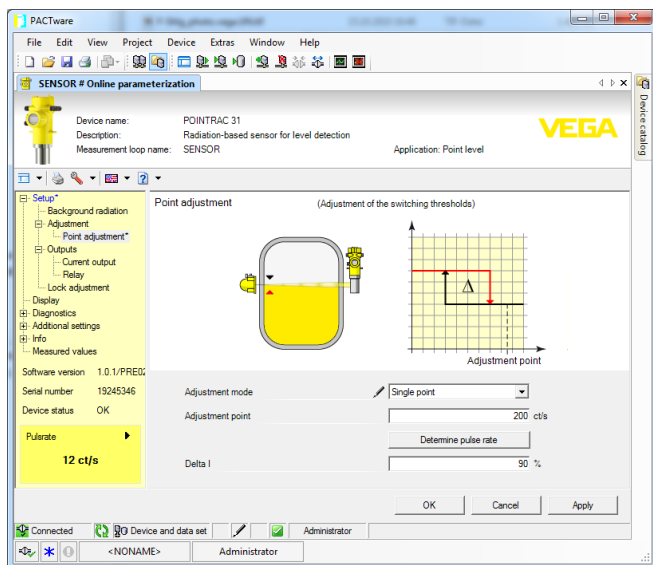 PACTware
File Edit View Project Device Extras Window Help
SENSOR # Online parameterization
Device name: POINTRAC 31
Description: Radiation-based sensor for level detection
Measurement loop name: SENSOR Application: Point level
VEGA
Device catalog
Setup*
Background radiation
Adjustment
Point adjustment*
Outputs
Current output
Relay
Lock adjustment
Display
Diagnostics
Additional settings
Info
Measured values
Software version 1.0.1/PRE02
Serial number 19245346
Device status OK
Pulsrate
12 ct/s
Point adjustment (Adjustment of the switching thresholds)
Δ
Adjustment point
Adjustment mode Single point
Adjustment point 200 ct/s
Determine pulse rate
Delta I 90 %
OK Cancel Apply
Connected Device and data set Administrator
<NONAME> Administrator